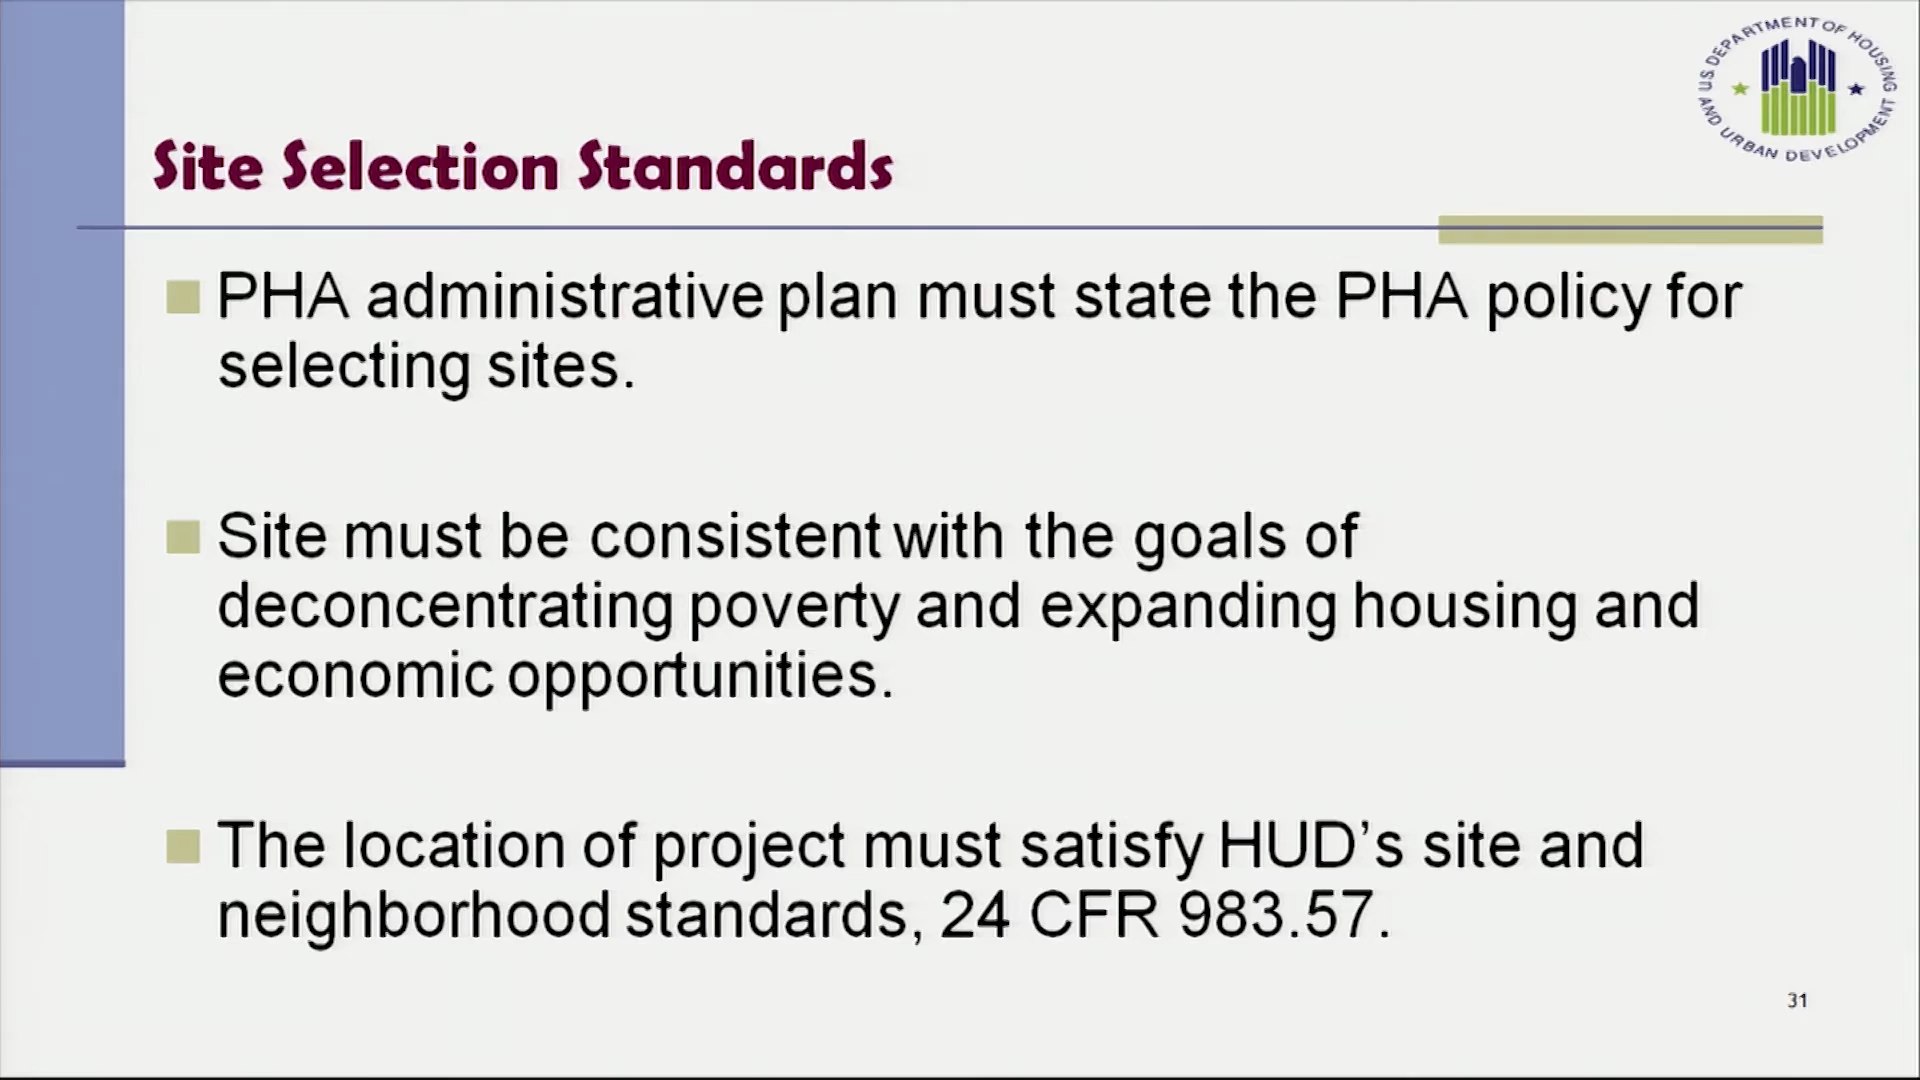 US DEPARTMENT OF HOUSING
AND URBAN DEVELOPMENT
Site Selection Standards
PHA administrative plan must state the PHA policy for
selecting sites.
Site must be consistent with the goals of
deconcentrating poverty and expanding housing and
economic opportunities.
The location of project must satisfy HUD’s site and
neighborhood standards, 24 CFR 983.57.
31